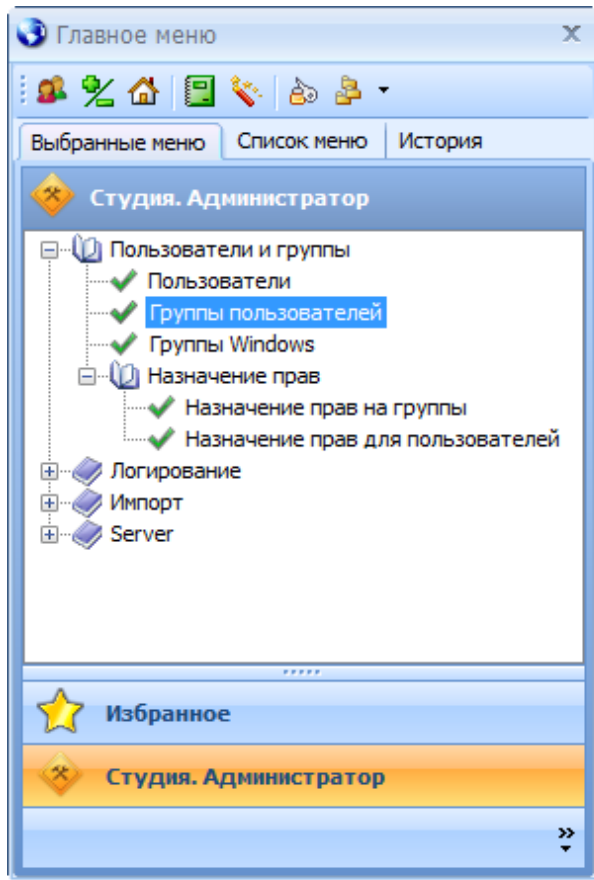 Главное меню
Выбранные меню Список меню История
Студия. Администратор
Пользователи и группы
Пользователи
Группы пользователей
Группы Windows
Назначение прав
Назначение прав на группы
Назначение прав для пользователей
Логирование
Импорт
Server
Избранное
Студия. Администратор